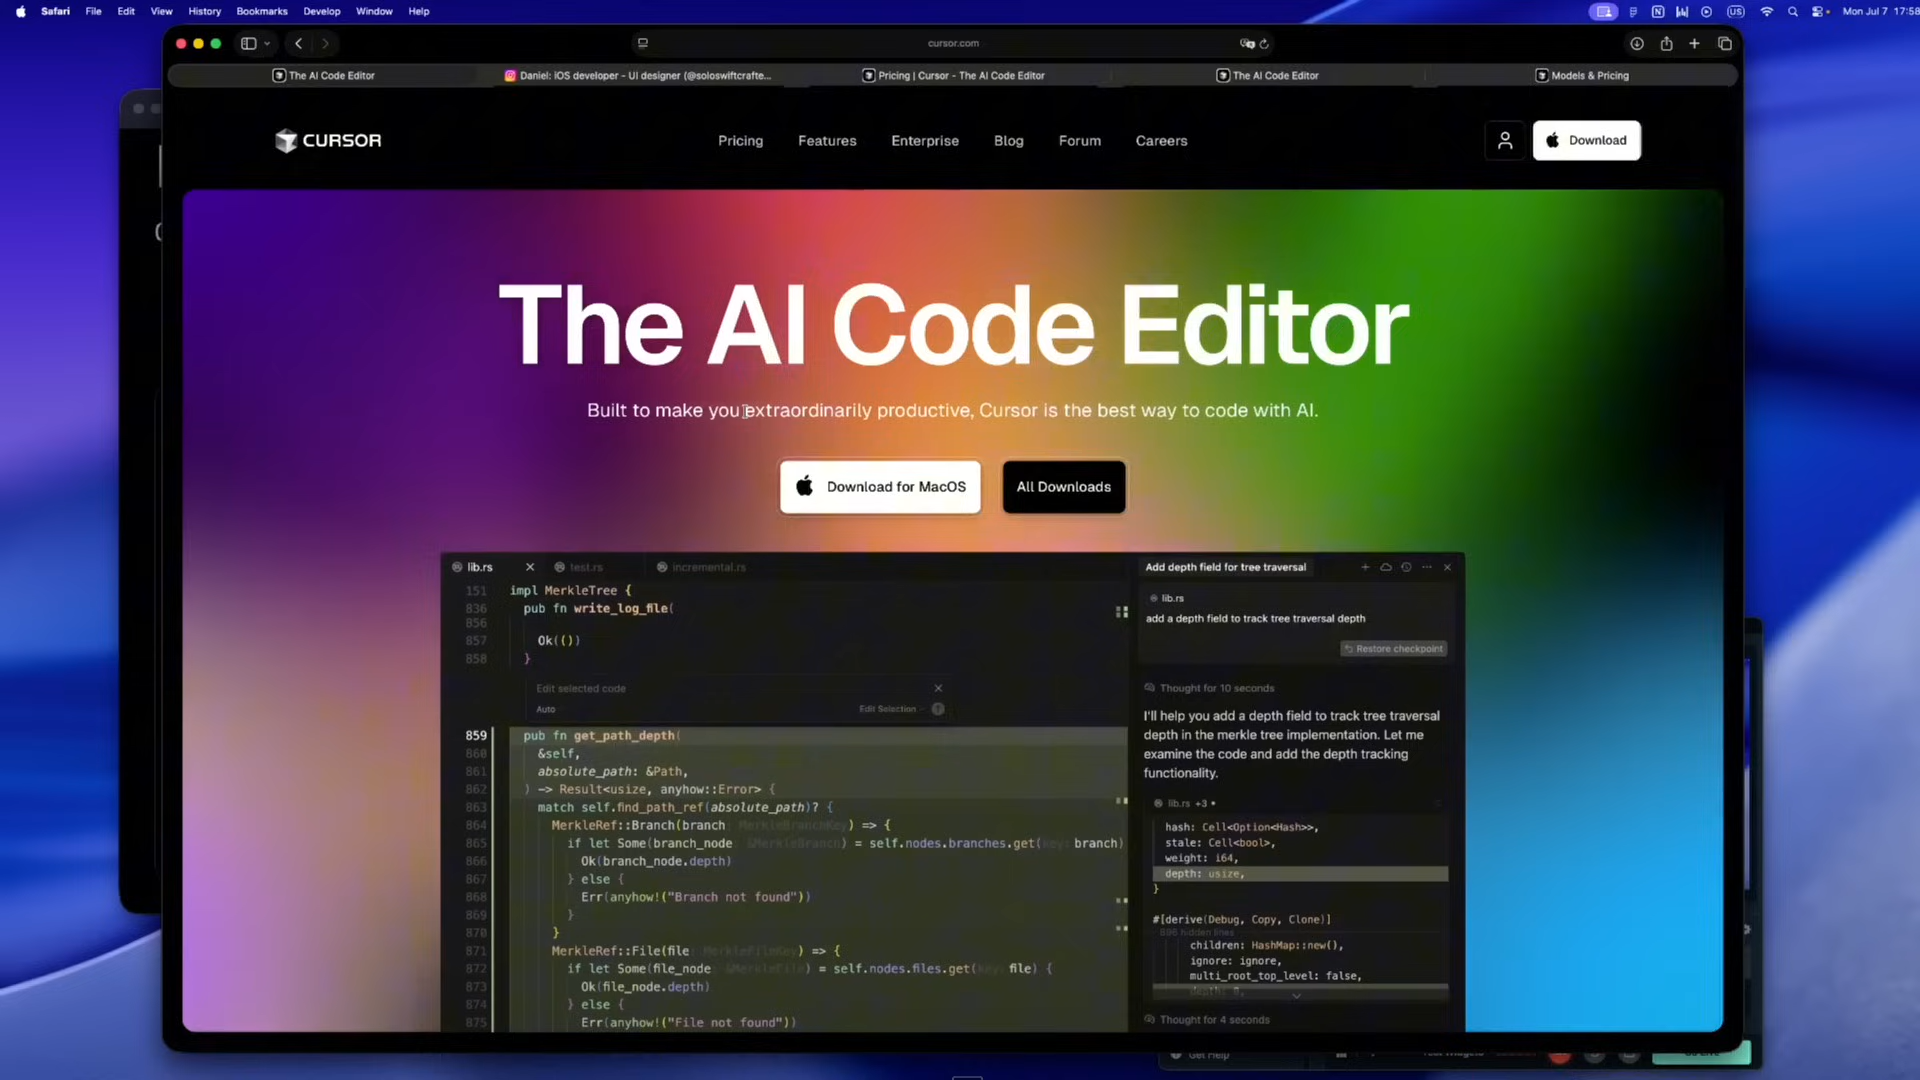 Safari File Edit View History Bookmarks Develop Window Help
US Mon Jul 7 17:58
cursor.com
The AI Code Editor
Daniel: iOS developer - UI designer (@soloswiftcrafte...
Pricing | Cursor - The AI Code Editor
The AI Code Editor
Models & Pricing
CURSOR
Pricing Features Enterprise Blog Forum Careers
Download
The AI Code Editor
Built to make you extraordinarily productive, Cursor is the best way to code with AI.
Download for MacOS
All Downloads
lib.rs test.rs incremental.rs
151 impl MerkleTree {
836 pub fn write_log_file(
856
857 Ok(())
858 }
Edit selected code
Auto Edit Selection
859 pub fn get_path_depth(
860 &self,
861 absolute_path: &Path,
862 ) -> Result<usize, anyhow::Error> {
863 match self.find_path_ref(absolute_path)? {
864 MerkleRef::Branch(branch MerkleBranchKey) => {
865 if let Some(branch_node &MerkleBranch) = self.nodes.branches.get(key: branch)
866 Ok(branch_node.depth)
867 } else {
868 Err(anyhow!("Branch not found"))
869 }
870 }
871 MerkleRef::File(file MerkleFileKey) => {
872 if let Some(file_node &MerkleFile) = self.nodes.files.get(key: file) {
873 Ok(file_node.depth)
874 } else {
875 Err(anyhow!("File not found"))
Add depth field for tree traversal
lib.rs
add a depth field to track tree traversal depth
Restore checkpoint
Thought for 10 seconds
I'll help you add a depth field to track tree traversal
depth in the merkle tree implementation. Let me
examine the code and add the depth tracking
functionality.
lib.rs +3
hash: Cell<Option<Hash>>,
stale: Cell<bool>,
weight: i64,
depth: usize,
}
#[derive(Debug, Copy, Clone)]
896 hidden lines
children: HashMap::new(),
ignore: ignore,
multi_root_top_level: false,
depth: 0,
Thought for 4 seconds
Get Help